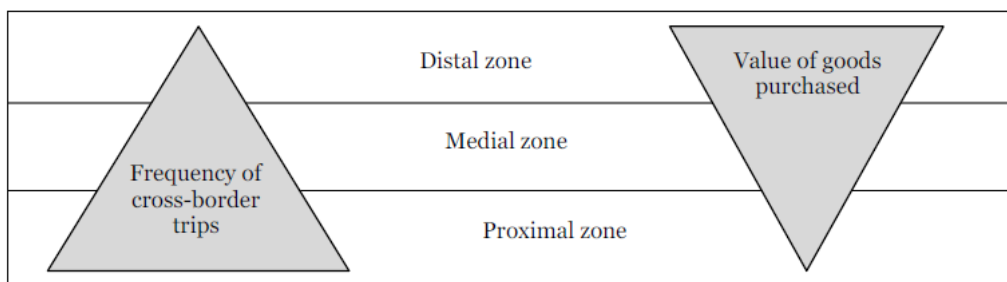 Distal zone
Value of goods
purchased
Medial zone
Frequency of
cross-border
trips
Proximal zone